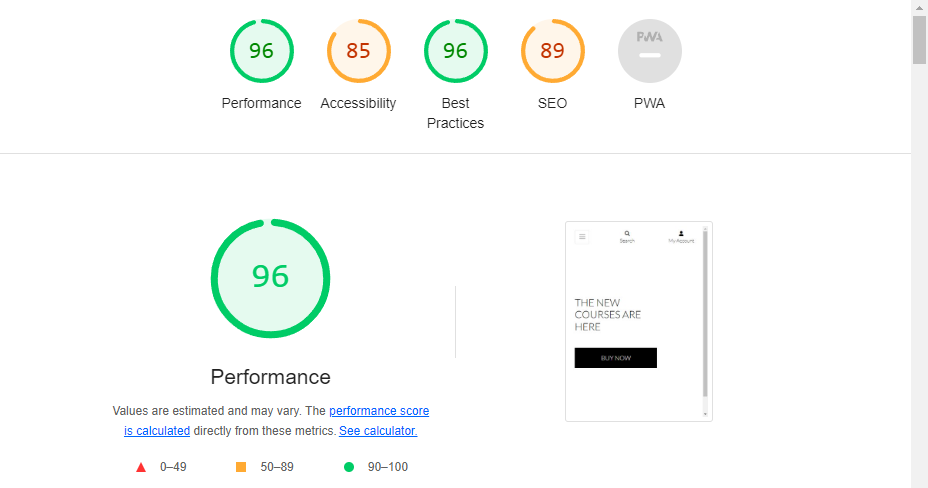 96 85 96 89 PWA
Performance Accessibility Best Practices SEO PWA
96
Performance
Values are estimated and may vary. The performance score
is calculated directly from these metrics. See calculator.
0–49 50–89 90–100
Search My Account
THE NEW
COURSES ARE
HERE
BUY NOW